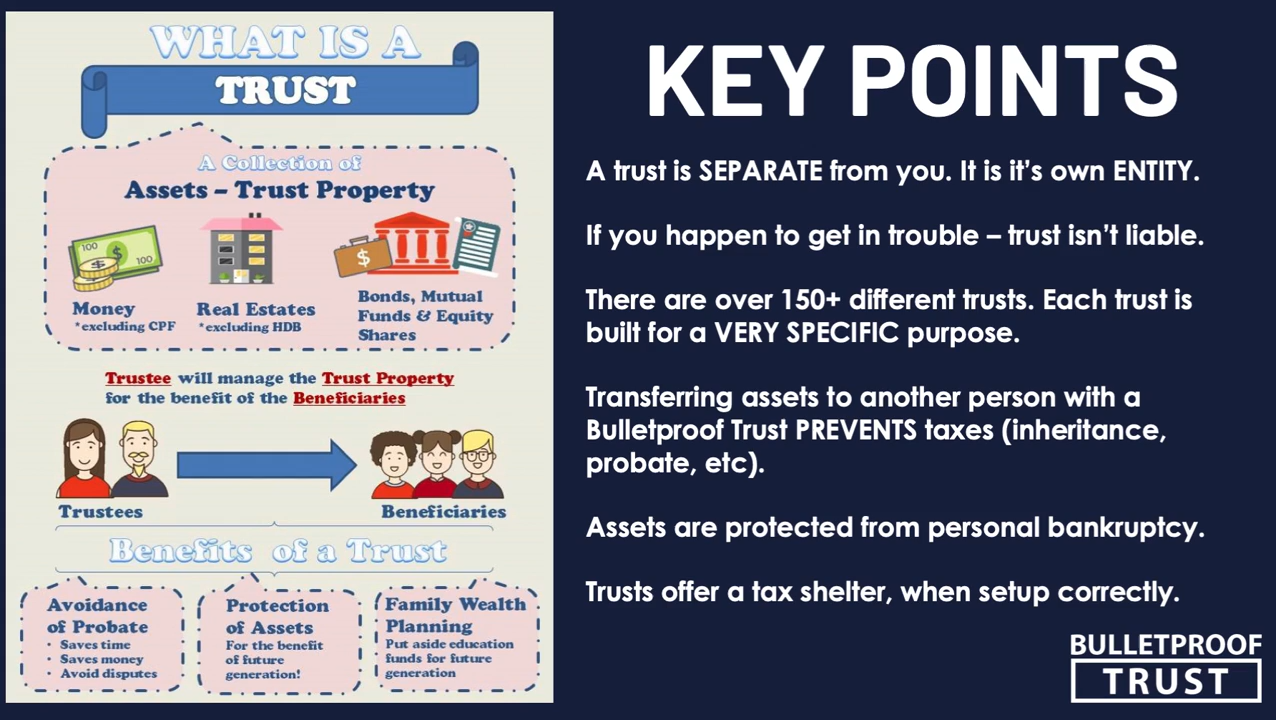 WHAT IS A
TRUST
A Collection of
Assets – Trust Property
100
100
$
$
$
Money
*excluding CPF
Real Estates
*excluding HDB
Bonds, Mutual
Funds & Equity
Shares
Trustee will manage the Trust Property
for the benefit of the Beneficiaries
Trustees
Beneficiaries
Benefits of a Trust
Avoidance
of Probate
• Saves time
• Saves money
• Avoid disputes
Protection
of Assets
For the benefit
of future
generation!
Family Wealth
Planning
Put aside education
funds for future
generation
KEY POINTS
A trust is SEPARATE from you. It is it's own ENTITY.
If you happen to get in trouble – trust isn't liable.
There are over 150+ different trusts. Each trust is
built for a VERY SPECIFIC purpose.
Transferring assets to another person with a
Bulletproof Trust PREVENTS taxes (inheritance,
probate, etc).
Assets are protected from personal bankruptcy.
Trusts offer a tax shelter, when setup correctly.
BULLETPROOF
TRUST